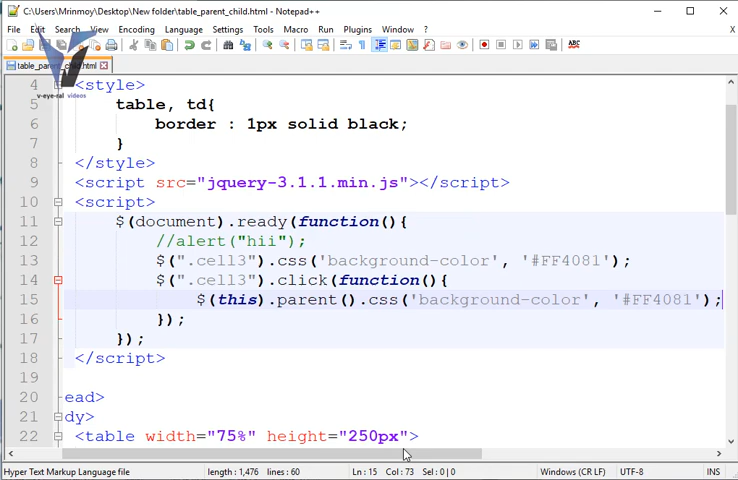 C:\Users\Mrinmoy\Desktop\New folder\table_parent_child.html - Notepad++
File Edit Search View Encoding Language Settings Tools Macro Run Plugins Window ?
table_parent_child.html
v-eye-ral videos
4 <style>
5 table, td{
6 border : 1px solid black;
7 }
8 </style>
9 <script src="jquery-3.1.1.min.js"></script>
10 <script>
11 $(document).ready(function(){
12 //alert("hii");
13 $(".cell3").css('background-color', '#FF4081');
14 $(".cell3").click(function(){
15 $(this).parent().css('background-color', '#FF4081');
16 });
17 });
18 </script>
19
20 ead>
21 dy>
22 <table width="75%" height="250px">
Hyper Text Markup Language file length : 1,476 lines : 60 Ln : 15 Col : 73 Sel : 0 | 0 Windows (CR LF) UTF-8 INS